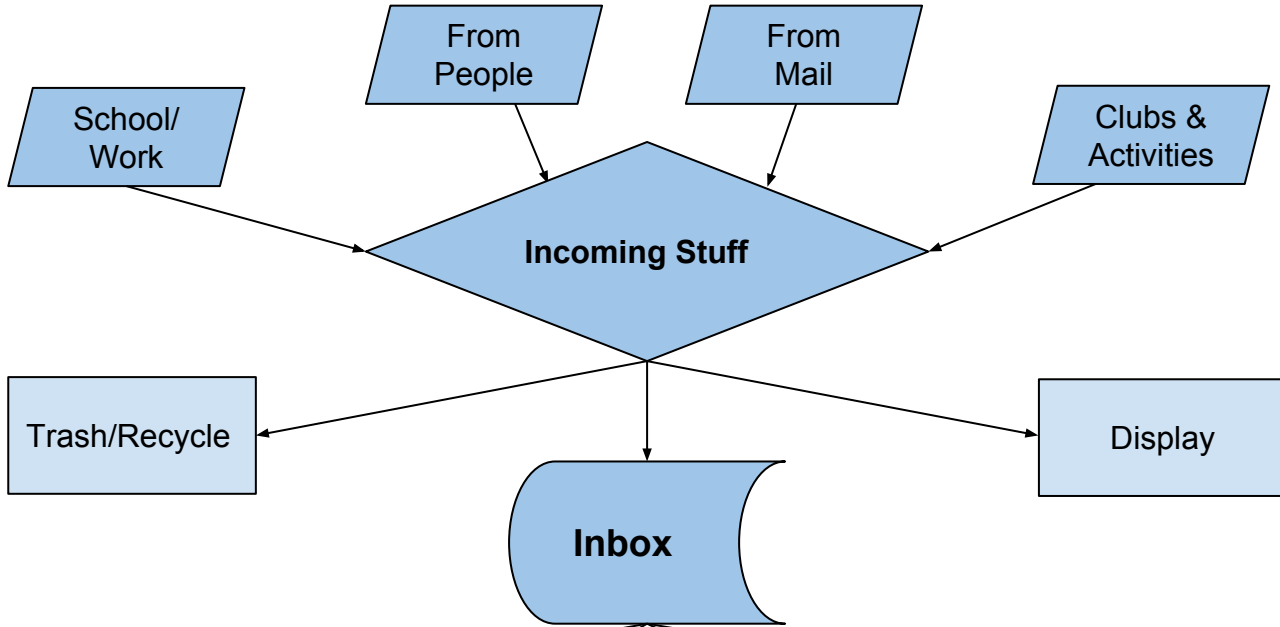 From
People
From
Mail
School/
Work
Clubs &
Activities
Incoming Stuff
Trash/Recycle
Display
Inbox